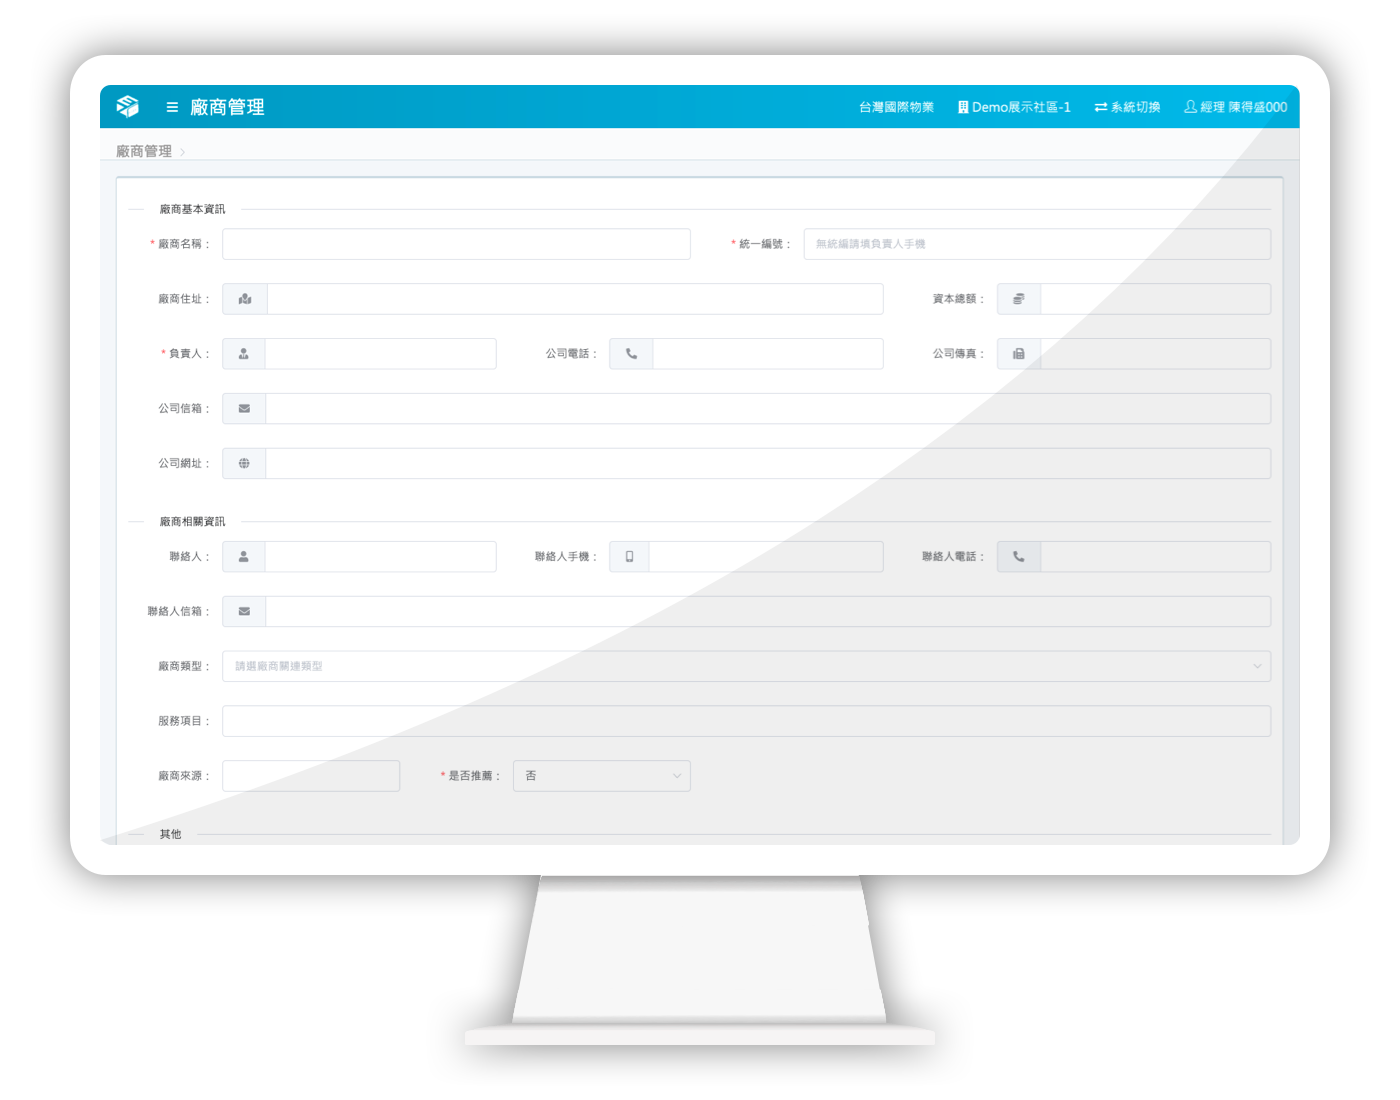 廠商管理 台灣國際物業 Demo展示社區-1 系統切換 經理 陳得盛000
廠商管理
廠商基本資訊
* 廠商名稱： * 統一編號： 無統編請填負責人手機
廠商住址： 資本總額：
* 負責人： 公司電話： 公司傳真：
公司信箱：
公司網址：
廠商相關資訊
聯絡人： 聯絡人手機： 聯絡人電話：
聯絡人信箱：
廠商類型： 請選廠商關連類型
服務項目：
廠商來源： * 是否推薦： 否
其他